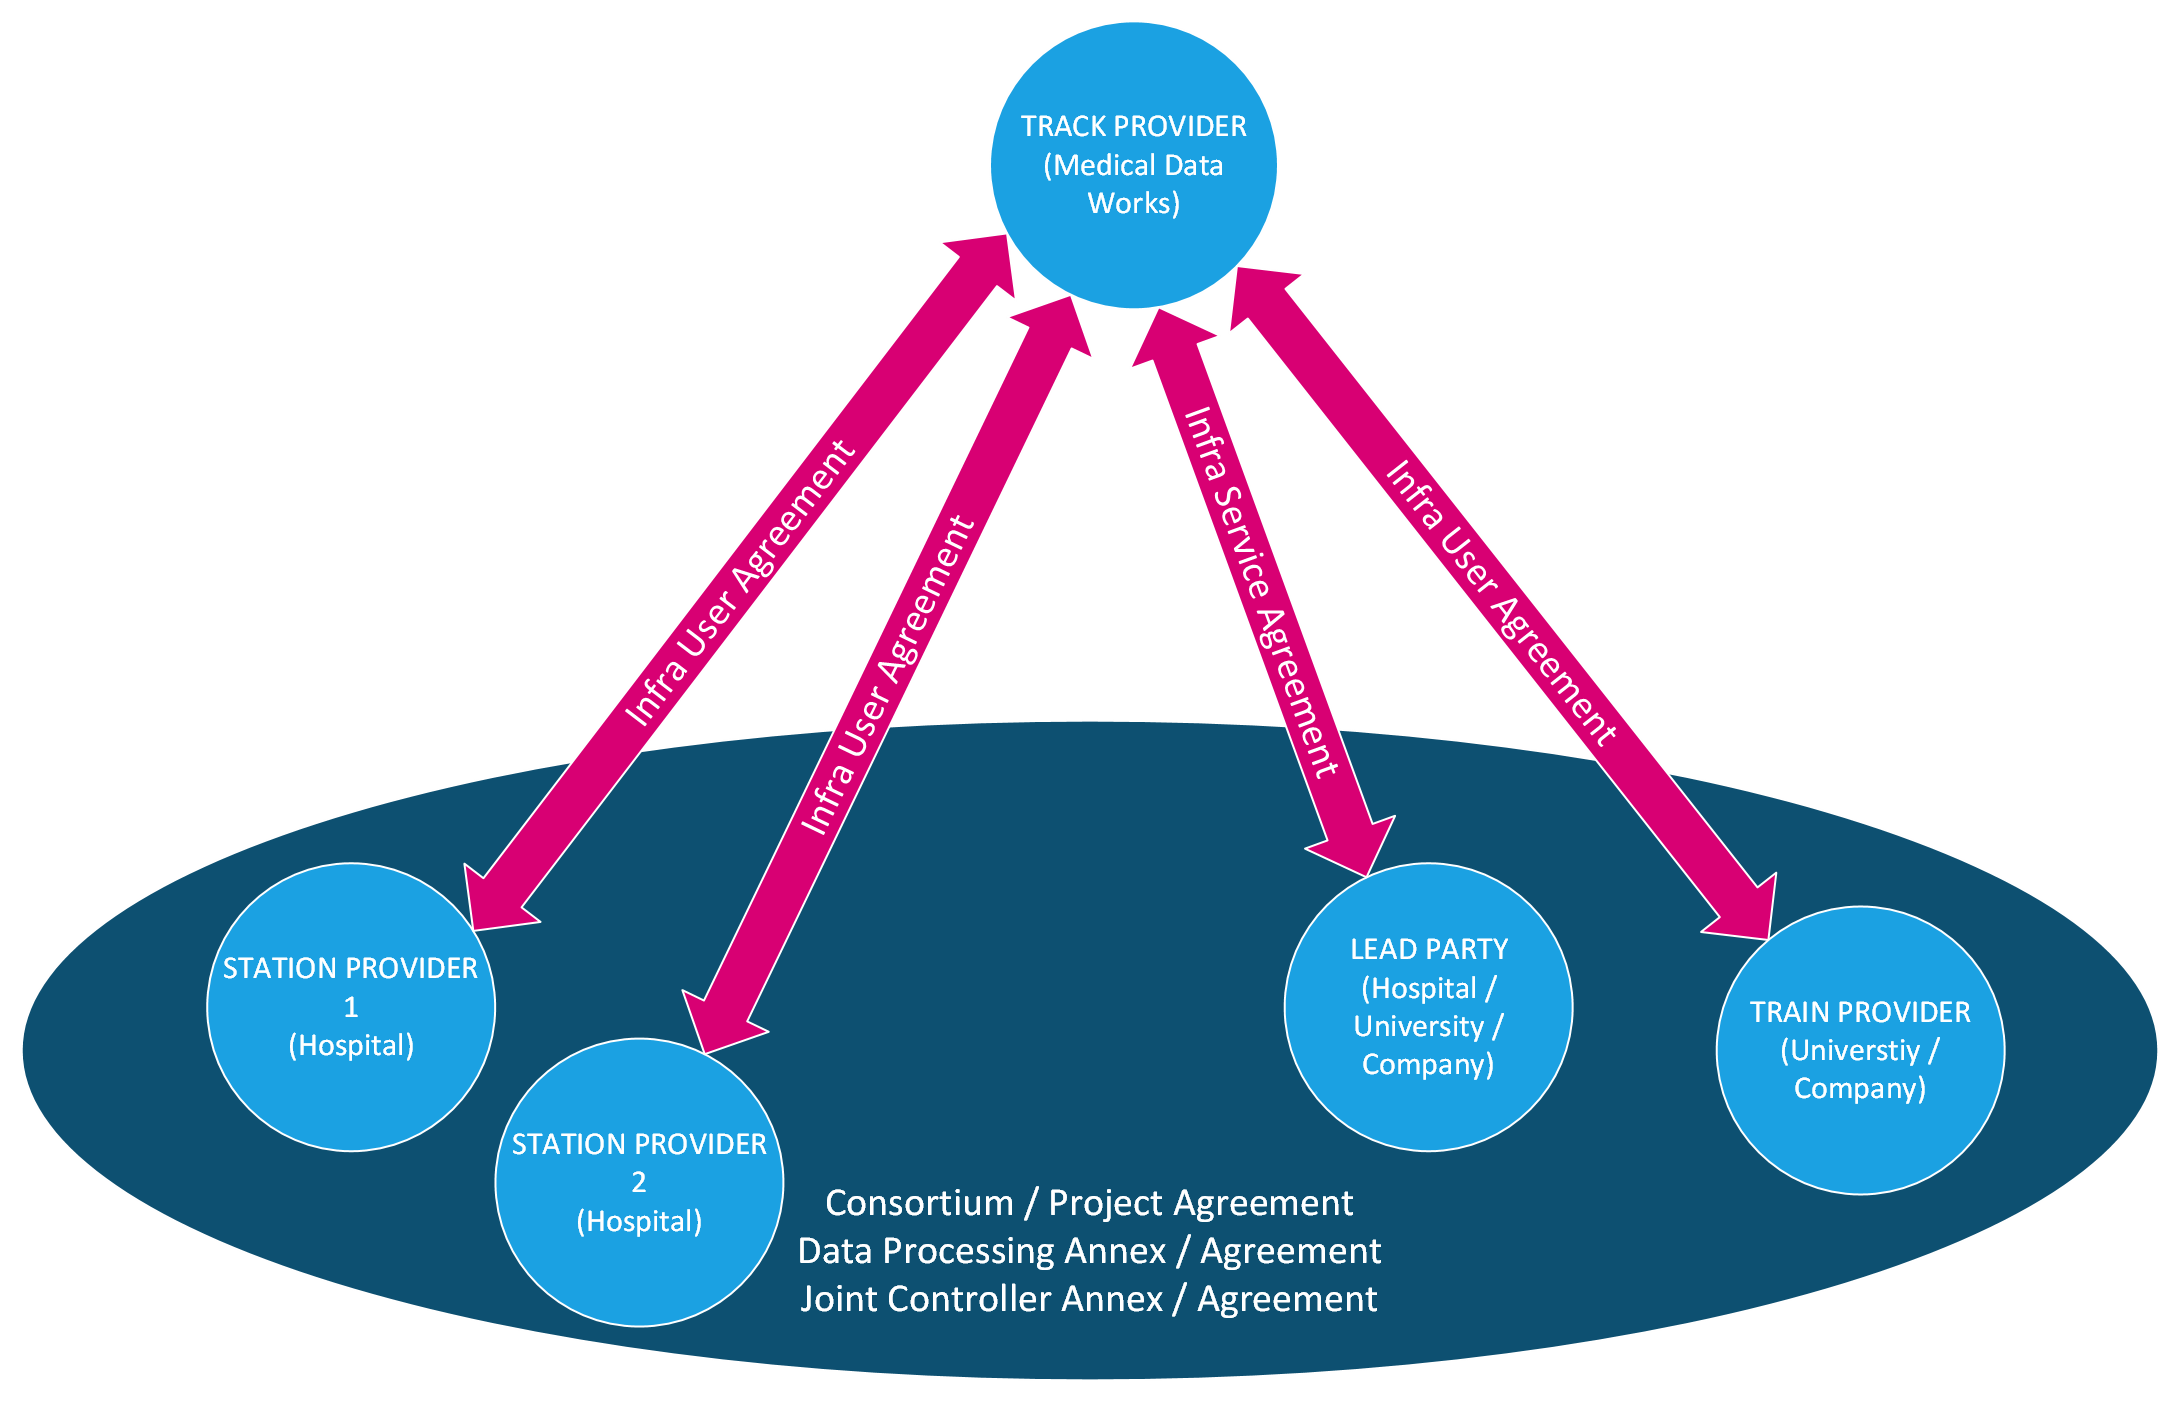 TRACK PROVIDER
(Medical Data
Works)
Infra User Agreement
Infra User Agreement
Infra Service Agreement
Infra User Agreement
STATION PROVIDER
1
(Hospital)
STATION PROVIDER
2
(Hospital)
LEAD PARTY
(Hospital /
University /
Company)
TRAIN PROVIDER
(Universtiy /
Company)
Consortium / Project Agreement
Data Processing Annex / Agreement
Joint Controller Annex / Agreement